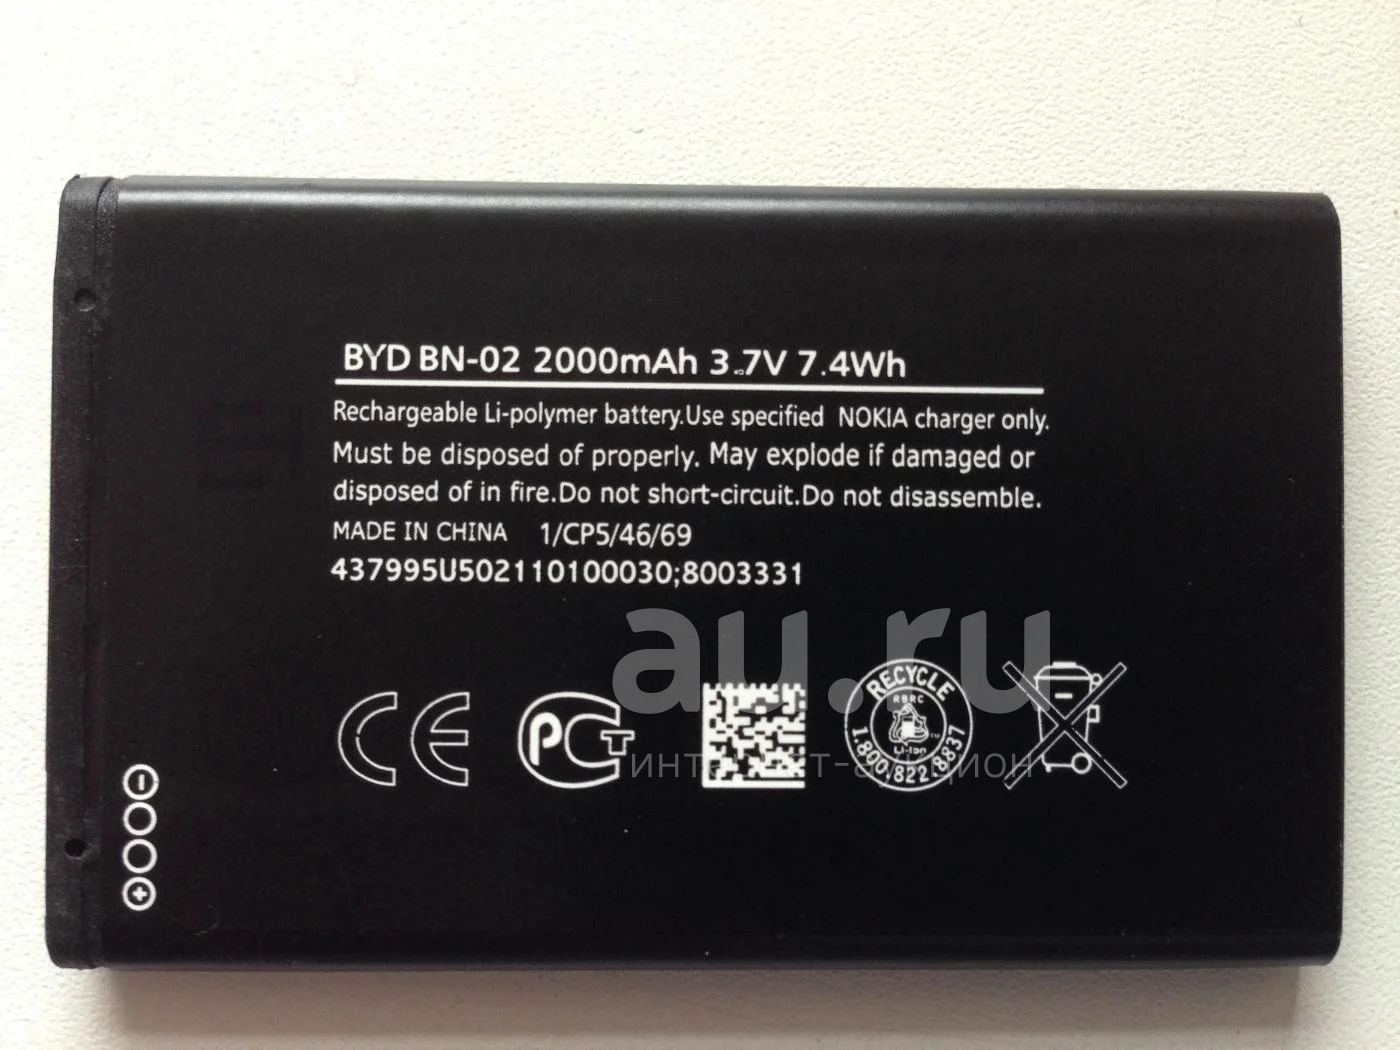 BYD BN-02 2000mAh 3.7V 7.4Wh
Rechargeable Li-polymer battery.Use specified NOKIA charger only.
Must be disposed of properly. May explode if damaged or
disposed of in fire.Do not short-circuit.Do not disassemble.
MADE IN CHINA 1/CP5/46/69
437995U502110100030;8003331
au.ru
CE
PCT
RECYCLE
RBRC
Li-Ion
1.800.822.8837
интернет-аукцион